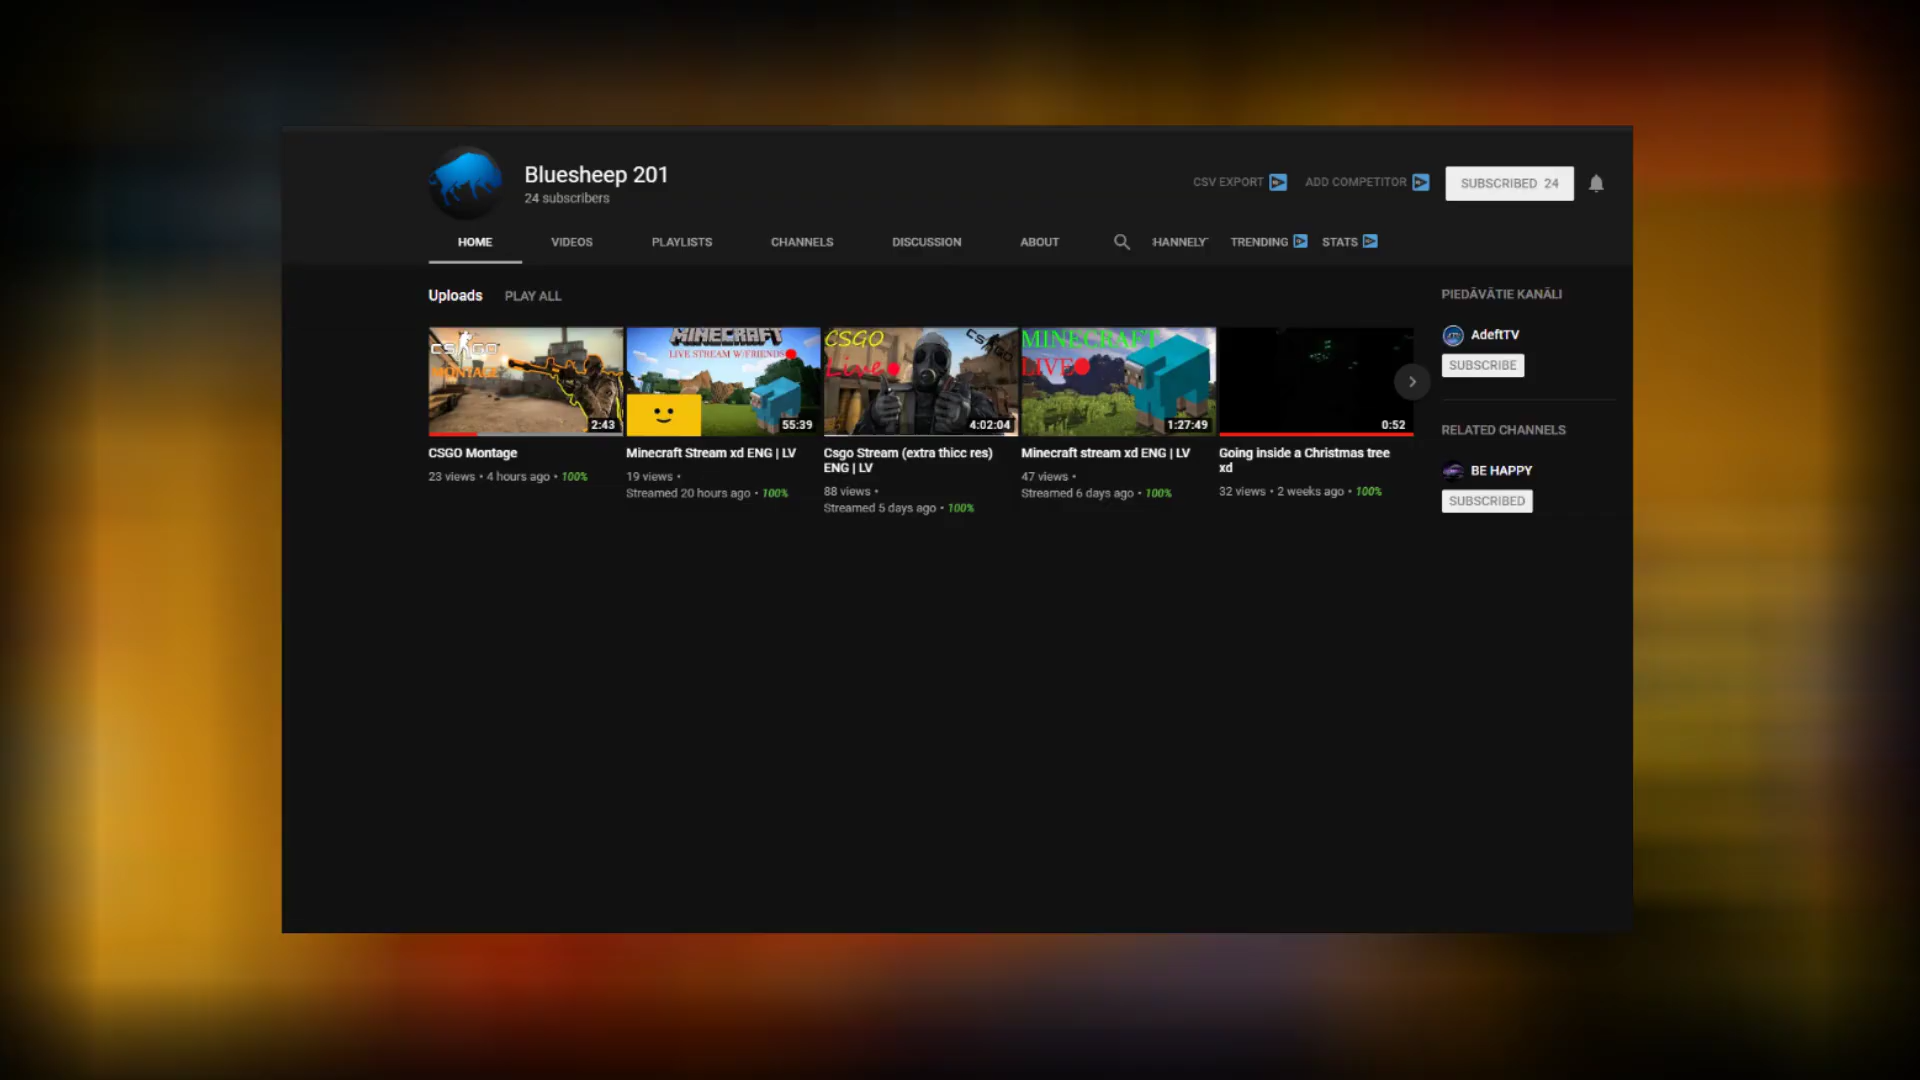 Bluesheep 201
24 subscribers
CSV EXPORT
ADD COMPETITOR
SUBSCRIBED 24
HOME
VIDEOS
PLAYLISTS
CHANNELS
DISCUSSION
ABOUT
HANNELY
TRENDING
STATS
Uploads PLAY ALL
CS GO
MONTAGE
2:43
CSGO Montage
23 views • 4 hours ago • 100%
MINECRAFT
LIVE STREAM W/FRIENDS
55:39
Minecraft Stream xd ENG | LV
19 views •
Streamed 20 hours ago • 100%
CSGO
Live
CS GO
4:02:04
Csgo Stream (extra thicc res)
ENG | LV
88 views •
Streamed 5 days ago • 100%
MINECRAFT
LIVE
1:27:49
Minecraft stream xd ENG | LV
47 views •
Streamed 6 days ago • 100%
0:52
Going inside a Christmas tree
xd
32 views • 2 weeks ago • 100%
PIEDĀVĀTIE KANĀLI
AdeftTV
SUBSCRIBE
RELATED CHANNELS
BE HAPPY
SUBSCRIBED